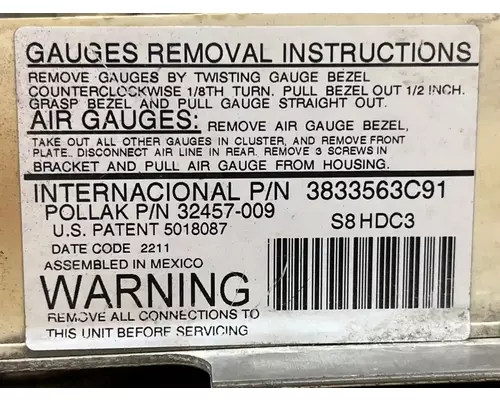 GAUGES REMOVAL INSTRUCTIONS
REMOVE GAUGES BY TWISTING GAUGE BEZEL
COUNTERCLOCKWISE 1/8TH TURN. PULL BEZEL OUT 1/2 INCH.
GRASP BEZEL AND PULL GAUGE STRAIGHT OUT.
AIR GAUGES: REMOVE AIR GAUGE BEZEL,
TAKE OUT ALL OTHER GAUGES IN CLUSTER, AND REMOVE FRONT
PLATE.. DISCONNECT AIR LINE IN REAR. REMOVE 3 SCREWS IN
BRACKET AND PULL AIR GAUGE FROM HOUSING.
INTERNACIONAL P/N 3833563C91
POLLAK P/N 32457-009
S8HDC3
U.S. PATENT 5018087
DATE CODE 2211
ASSEMBLED IN MEXICO
WARNING
REMOVE ALL CONNECTIONS TO
THIS UNIT BEFORE SERVICING